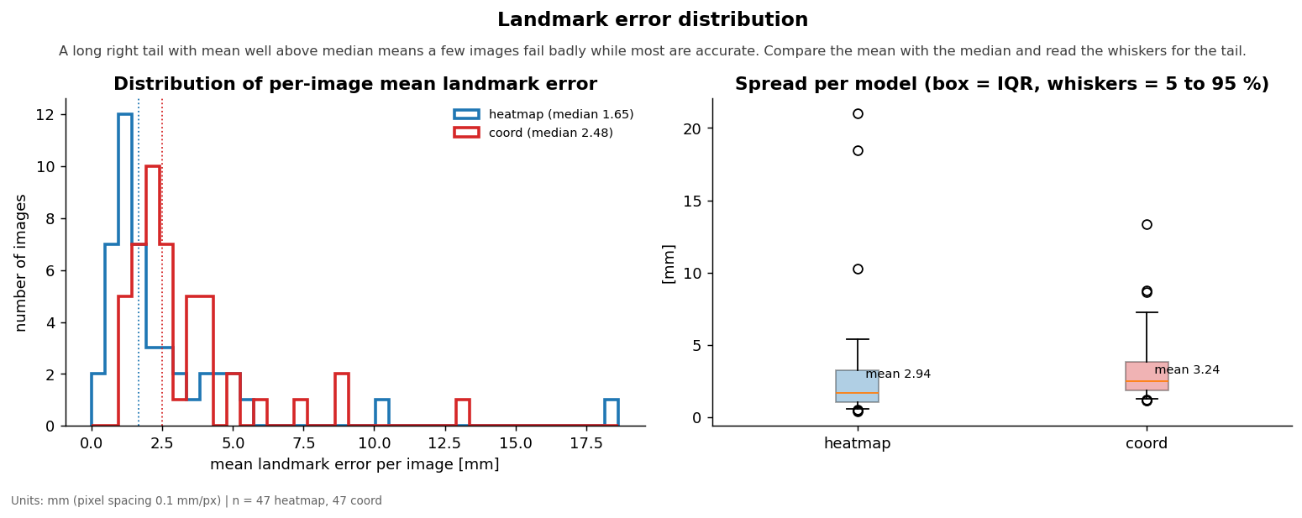 Landmark error distribution
A long right tail with mean well above median means a few images fail badly while most are accurate. Compare the mean with the median and read the whiskers for the tail.
Distribution of per-image mean landmark error
heatmap (median 1.65)
coord (median 2.48)
number of images
12
10
8
6
4
2
0
0.0 2.5 5.0 7.5 10.0 12.5 15.0 17.5
mean landmark error per image [mm]
Spread per model (box = IQR, whiskers = 5 to 95 %)
[mm]
20
15
10
5
0
mean 2.94
mean 3.24
heatmap coord
Units: mm (pixel spacing 0.1 mm/px) | n = 47 heatmap, 47 coord